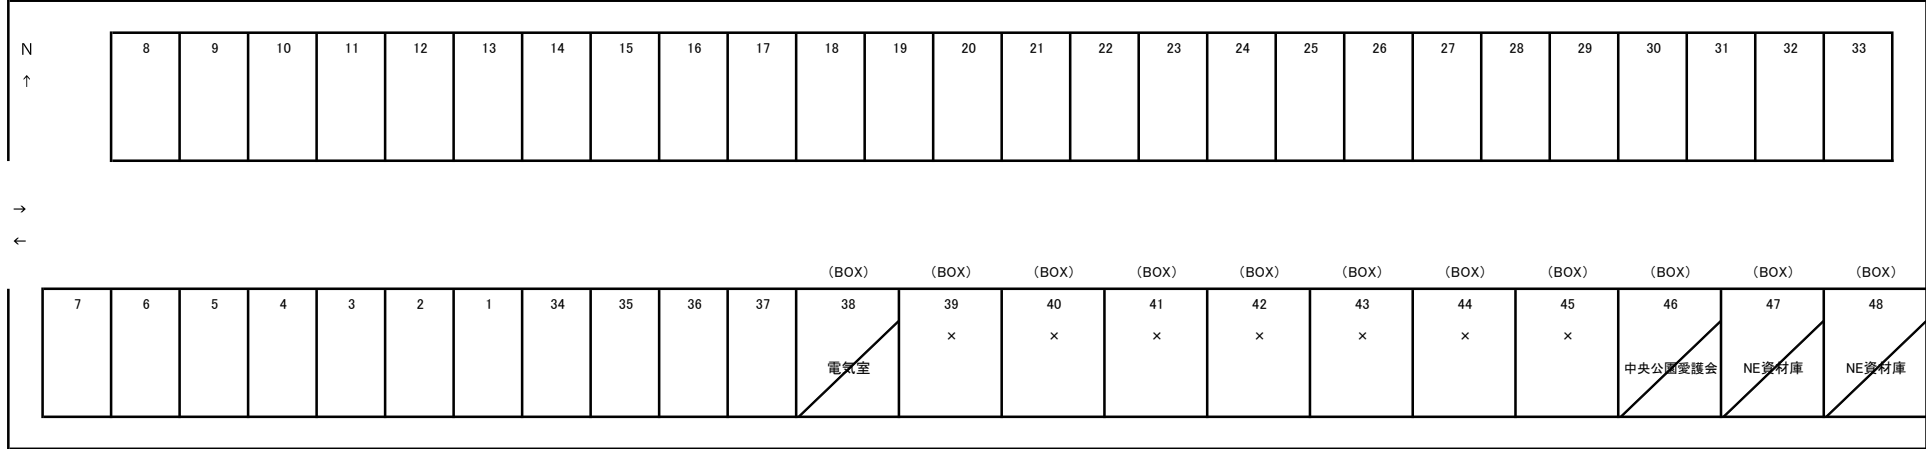 N
↑
8 9 10 11 12 13 14 15 16 17 18 19 20 21 22 23 24 25 26 27 28 29 30 31 32 33
→
←
（BOX） （BOX） （BOX） （BOX） （BOX） （BOX） （BOX） （BOX） （BOX） （BOX） （BOX）
7 6 5 4 3 2 1 34 35 36 37 38 39 40 41 42 43 44 45 46 47 48
× × × × × × ×
電気室 中央公園愛護会 NE資材庫 NE資材庫